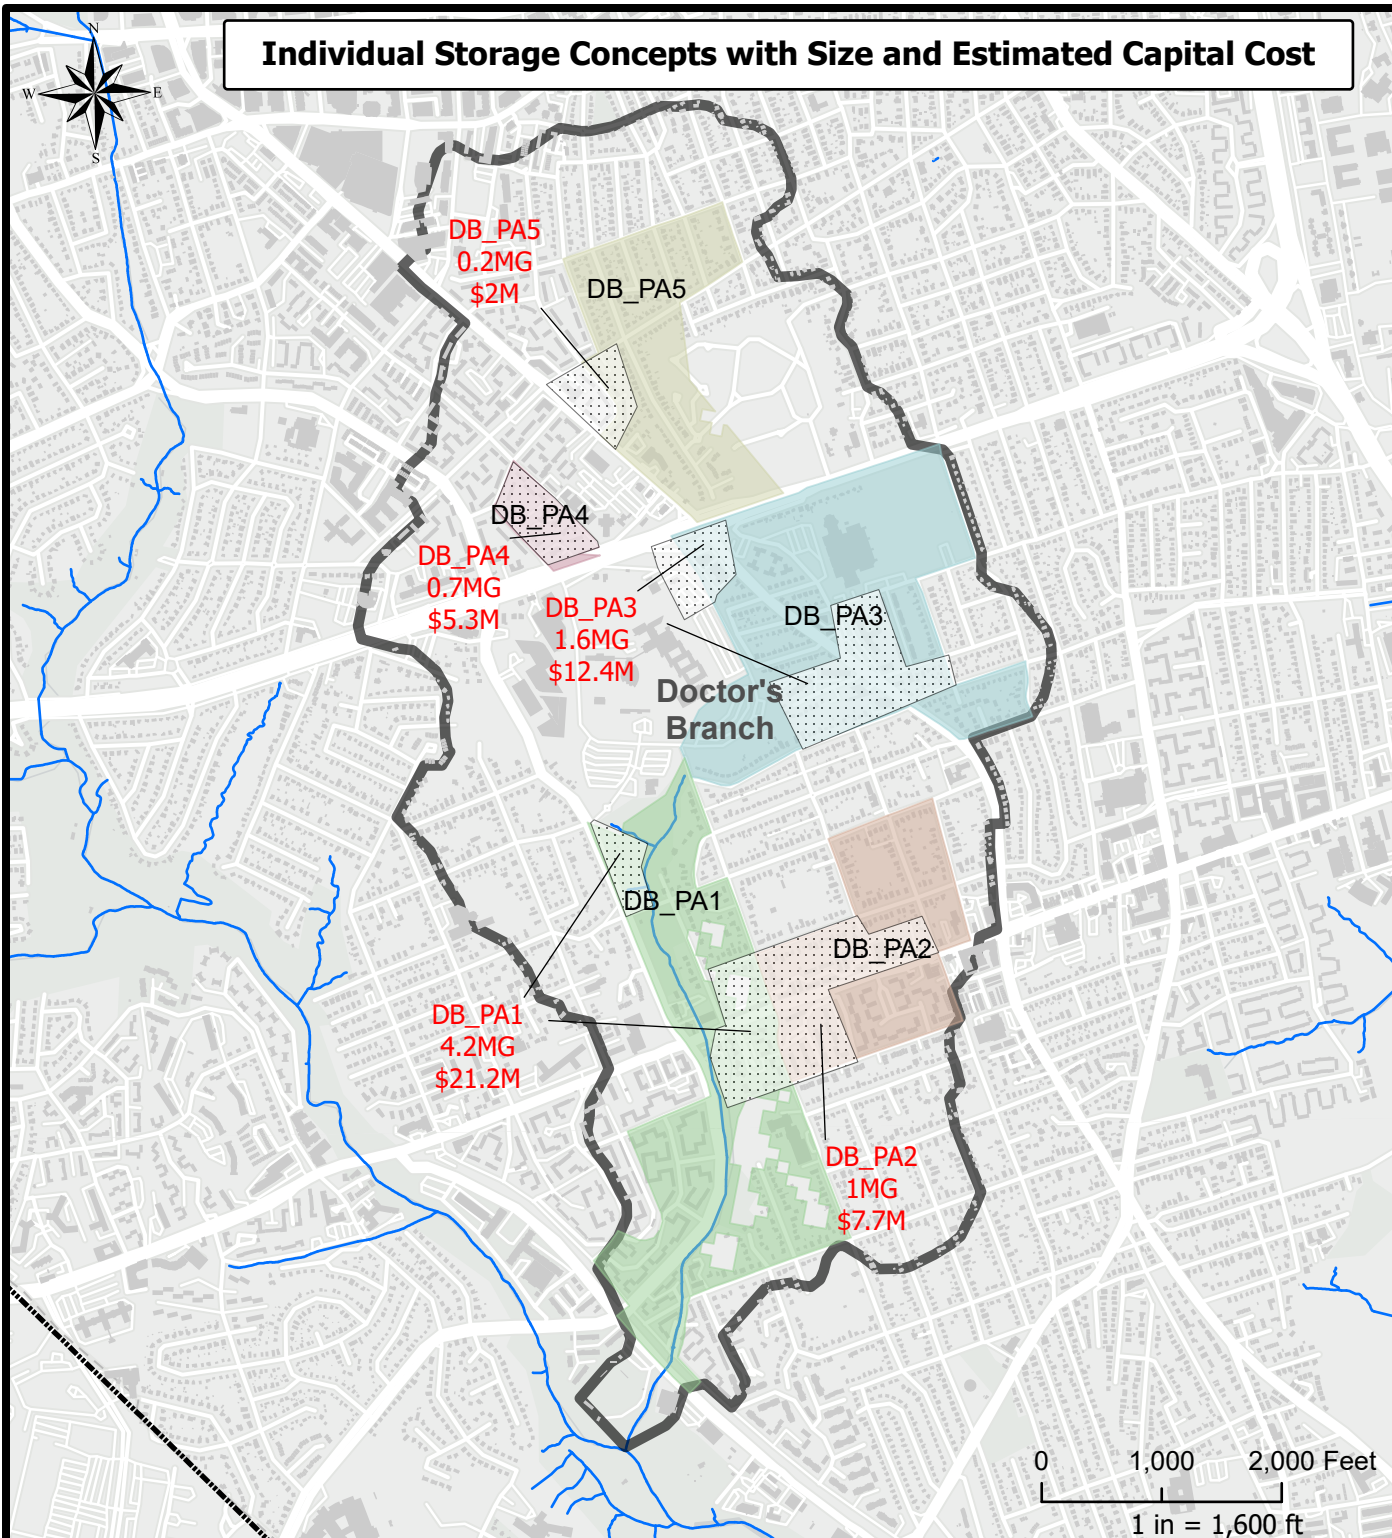 Individual Storage Concepts with Size and Estimated Capital Cost
N
W
E
S
DB_PA5
0.2MG
$2M
DB_PA5
DB_PA4
DB_PA4
0.7MG
$5.3M
DB_PA3
1.6MG
$12.4M
DB_PA3
Doctor's
Branch
DB_PA1
DB_PA2
DB_PA1
4.2MG
$21.2M
DB_PA2
1MG
$7.7M
0 1,000 2,000 Feet
1 in = 1,600 ft